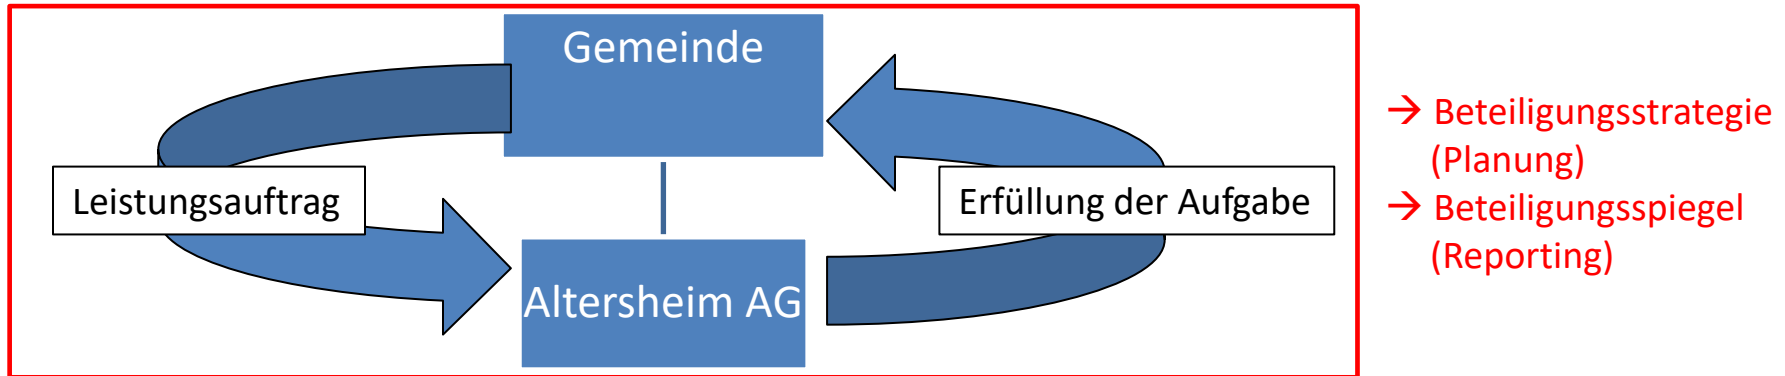 Gemeinde
Leistungsauftrag
Erfüllung der Aufgabe
Altersheim AG
→ Beteiligungsstrategie
(Planung)
→ Beteiligungsspiegel
(Reporting)